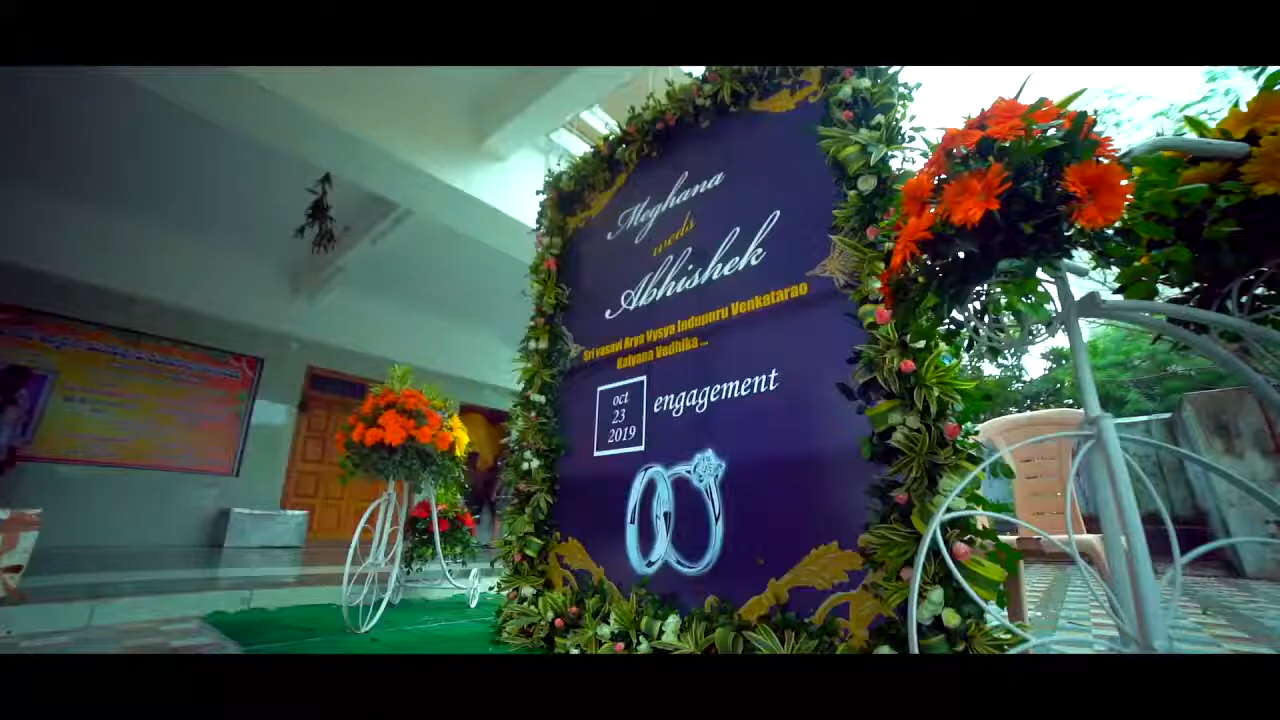 Meghana
weds
Abhishek
Sri vasavi Arya Vysya Indupuru Venkatarao
Kalyana Vedhika ...
oct
23
2019
engagement